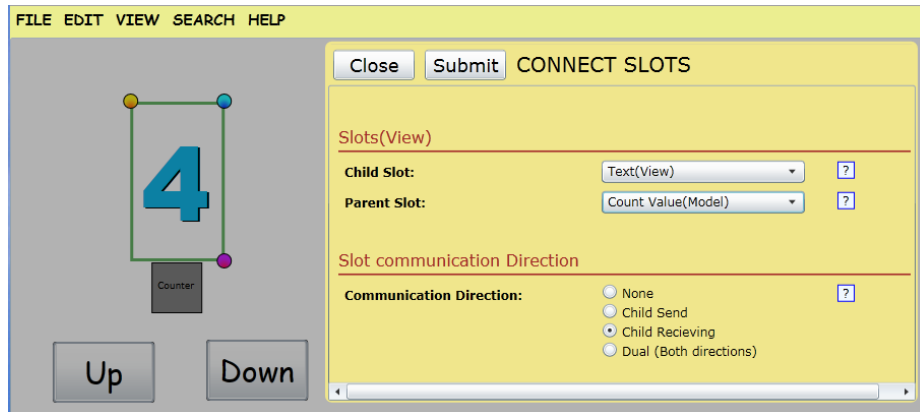 FILE EDIT VIEW SEARCH HELP
Close Submit CONNECT SLOTS
Slots(View)
Child Slot: Text(View) ?
Parent Slot: Count Value(Model) ?
Slot communication Direction
Communication Direction: None ?
Child Send
Child Recieving
Dual (Both directions)
4
Counter
Up Down